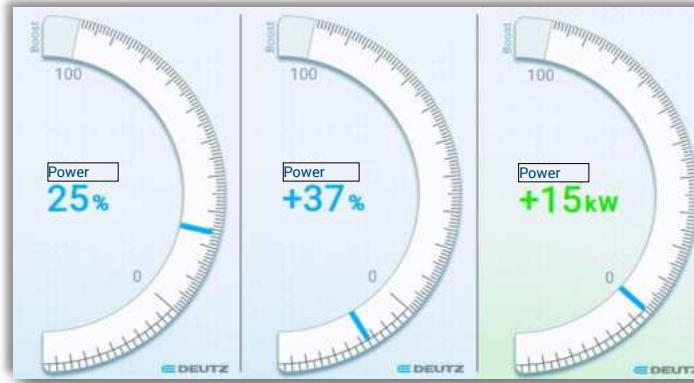 Boost
100
Power
25%
0
DEUTZ
Boost
100
Power
+37%
0
DEUTZ
Boost
100
Power
+15kW
0
DEUTZ